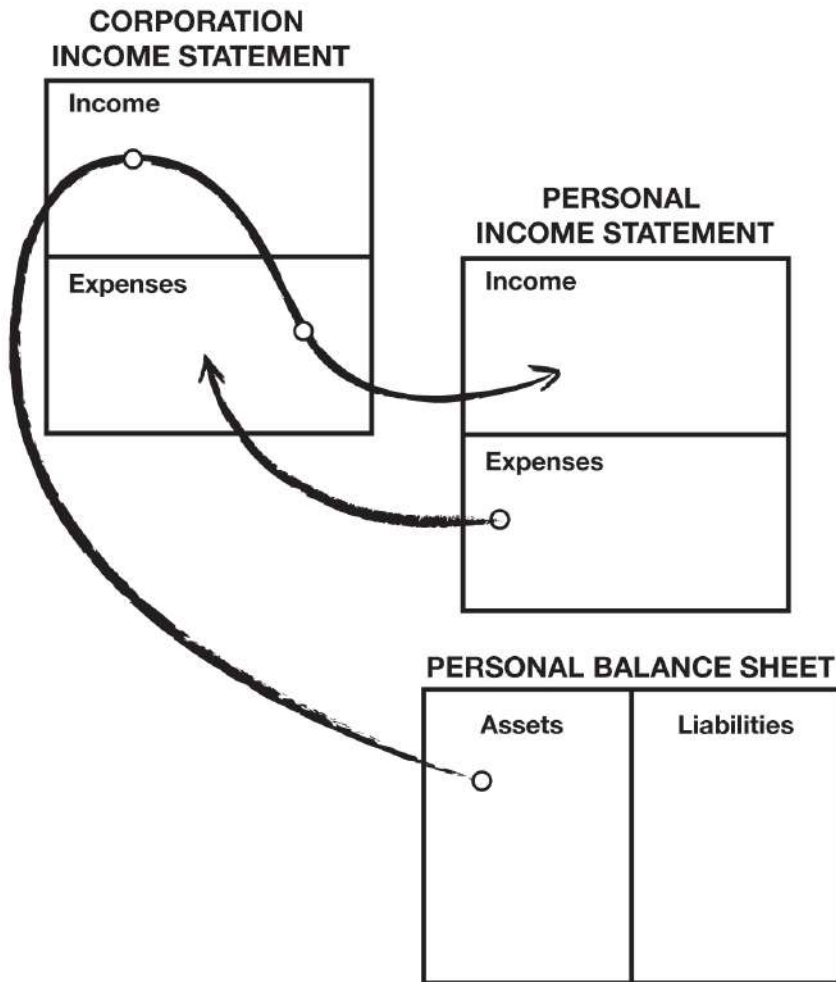 CORPORATION
INCOME STATEMENT
Income
Expenses
PERSONAL
INCOME STATEMENT
Income
Expenses
PERSONAL BALANCE SHEET
Assets
Liabilities